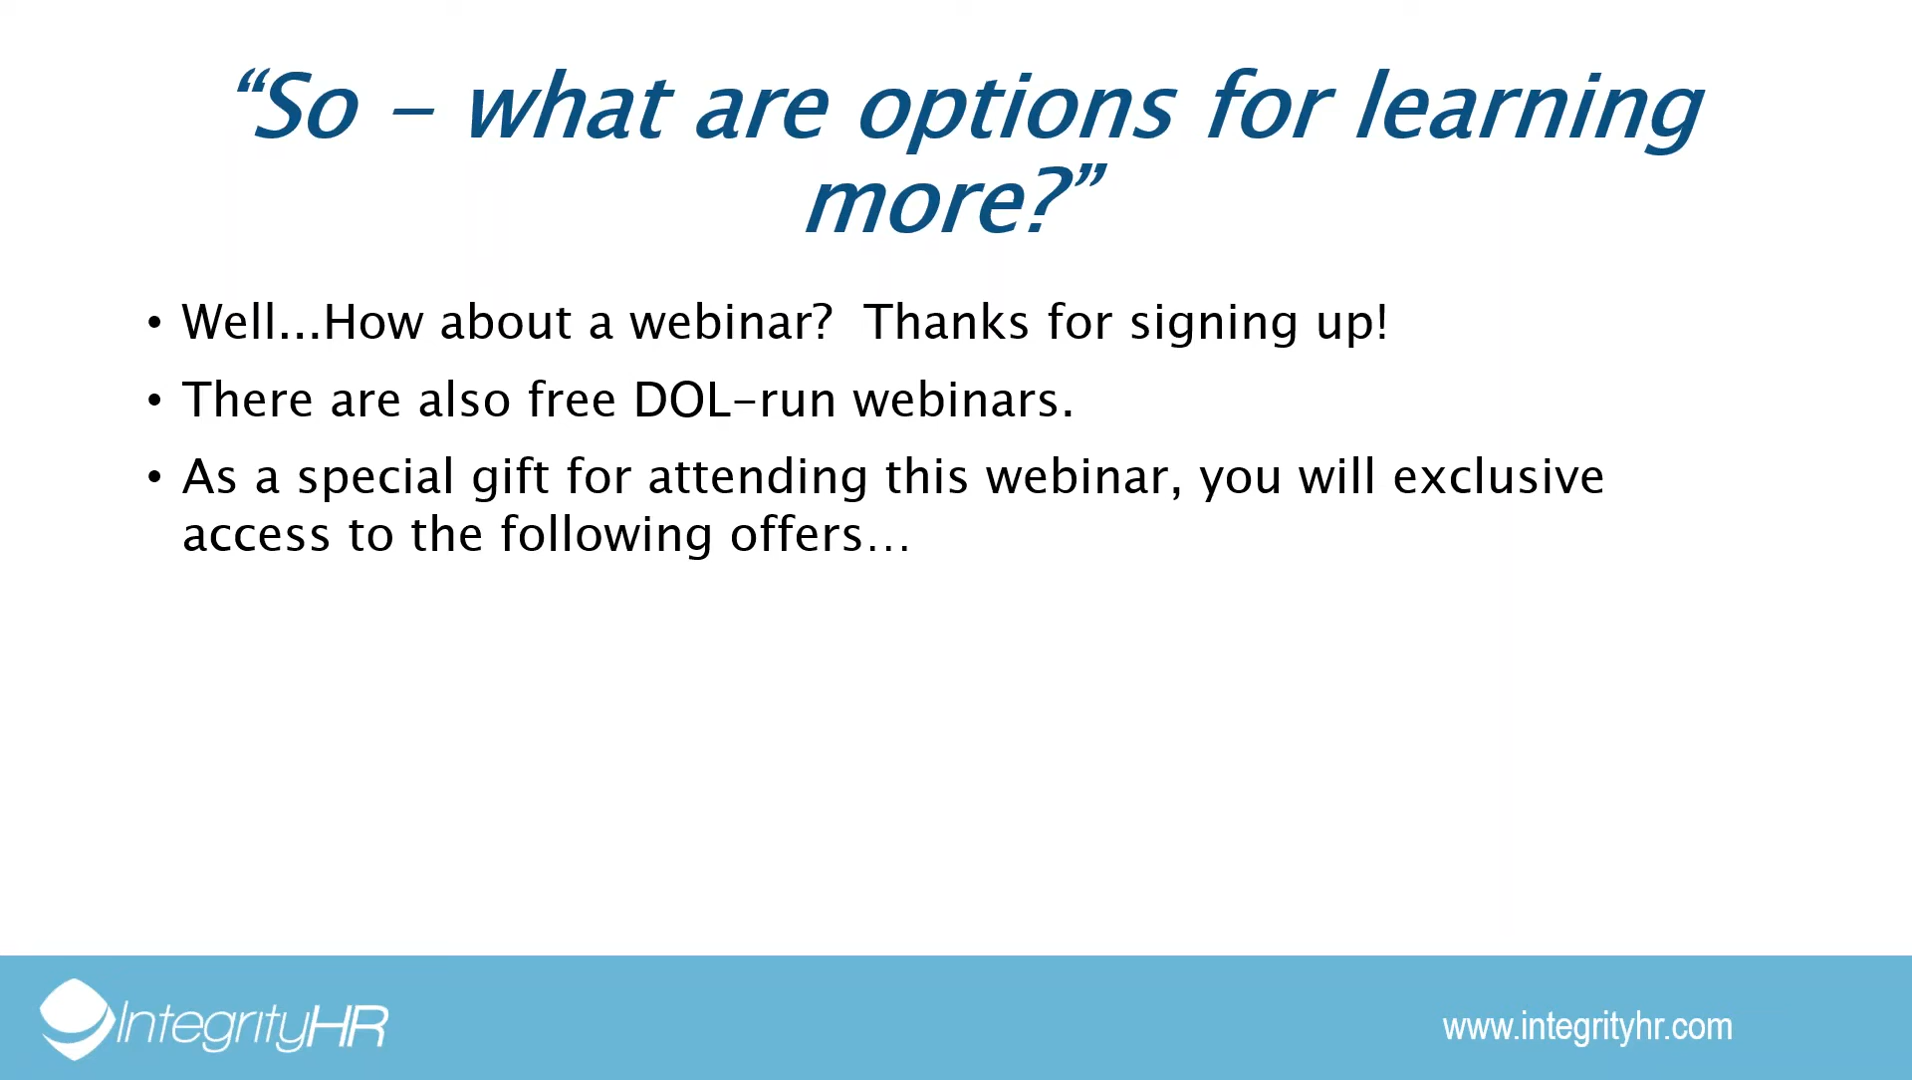 “So – what are options for learning
more?”
• Well...How about a webinar?  Thanks for signing up!
• There are also free DOL-run webinars.
• As a special gift for attending this webinar, you will exclusive
access to the following offers…
IntegrityHR
www.integrityhr.com